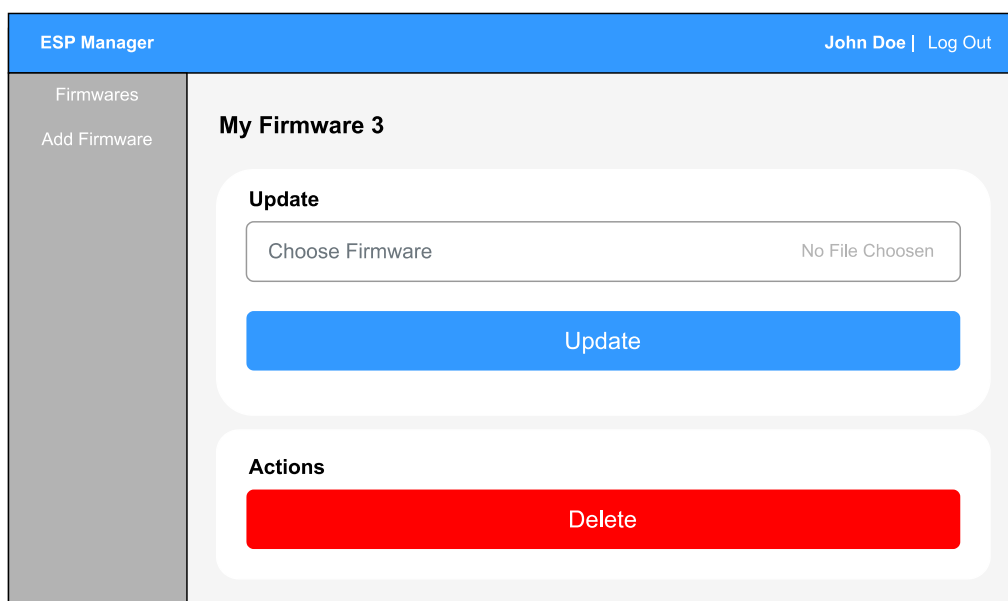 ESP Manager
John Doe | Log Out
Firmwares
Add Firmware
My Firmware 3
Update
Choose Firmware
No File Choosen
Update
Actions
Delete